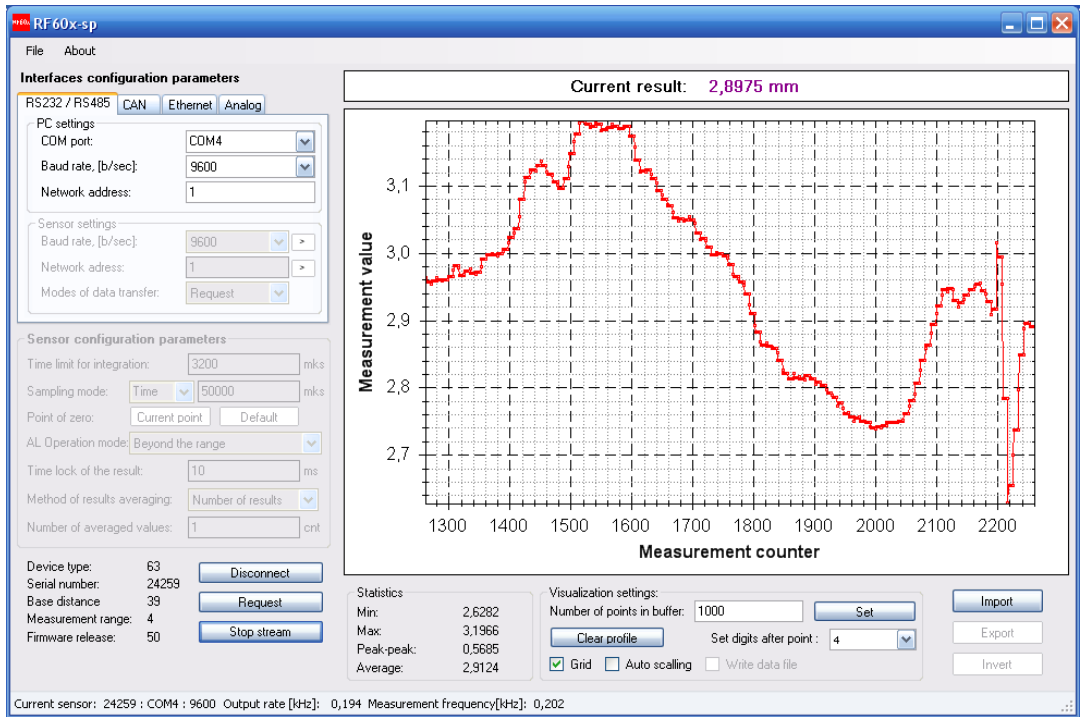 RF60x-sp
File About
Interfaces configuration parameters
RS232 / RS485 CAN Ethernet Analog
PC settings
COM port: COM4
Baud rate, [b/sec]: 9600
Network address: 1
Sensor settings
Baud rate, [b/sec]: 9600 >
Network adress: 1 >
Modes of data transfer: Request
Sensor configuration parameters
Time limit for integration: 3200 mks
Sampling mode: Time 50000 mks
Point of zero: Current point Default
AL Operation mode: Beyond the range
Time lock of the result: 10 ms
Method of results averaging: Number of results
Number of averaged values: 1 cnt
Device type: 63
Serial number: 24259
Base distance 39
Measurement range: 4
Firmware release: 50
Disconnect
Request
Stop stream
Current result: 2,8975 mm
Measurement value
3,1
3,0
2,9
2,8
2,7
1300 1400 1500 1600 1700 1800 1900 2000 2100 2200
Measurement counter
Statistics
Min: 2,6282
Max: 3,1966
Peak-peak: 0,5685
Average: 2,9124
Visualization settings:
Number of points in buffer: 1000 Set
Clear profile Set digits after point : 4
Grid Auto scalling Write data file
Import
Export
Invert
Current sensor: 24259 : COM4 : 9600 Output rate [kHz]: 0,194 Measurement frequency[kHz]: 0,202